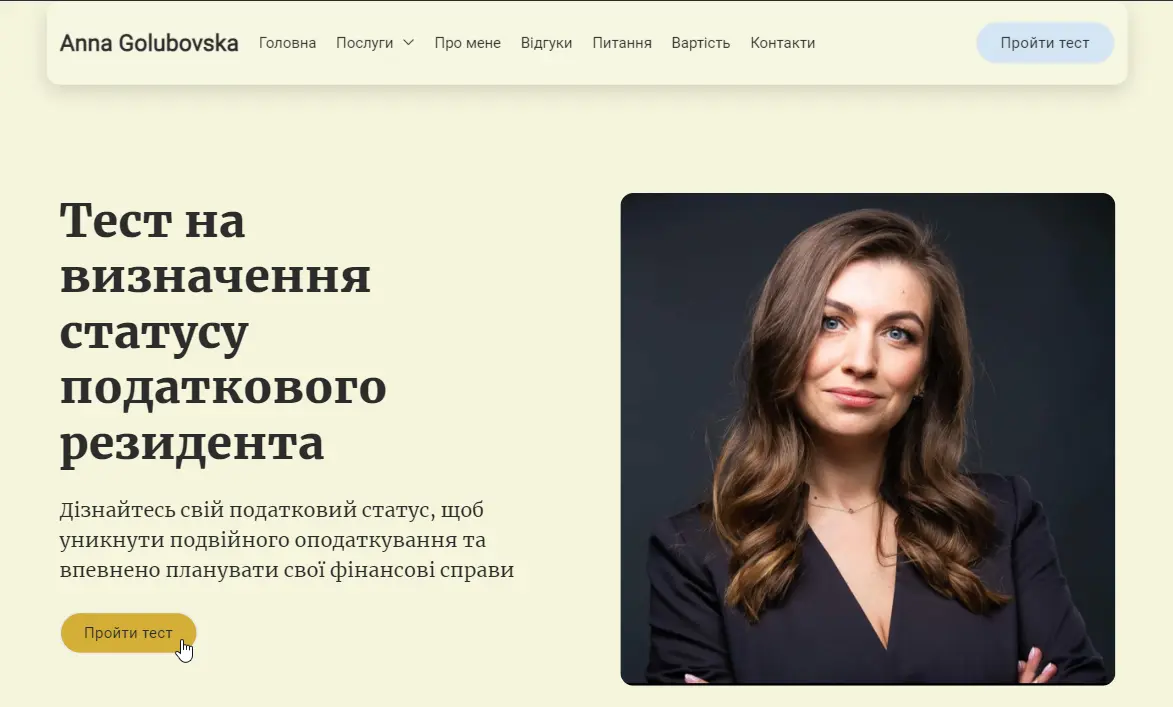 Anna Golubovska Головна Послуги Про мене Відгуки Питання Вартість Контакти Пройти тест
Тест на
визначення
статусу
податкового
резидента
Дізнайтесь свій податковий статус, щоб
уникнути подвійного оподаткування та
впевнено планувати свої фінансові справи
Пройти тест